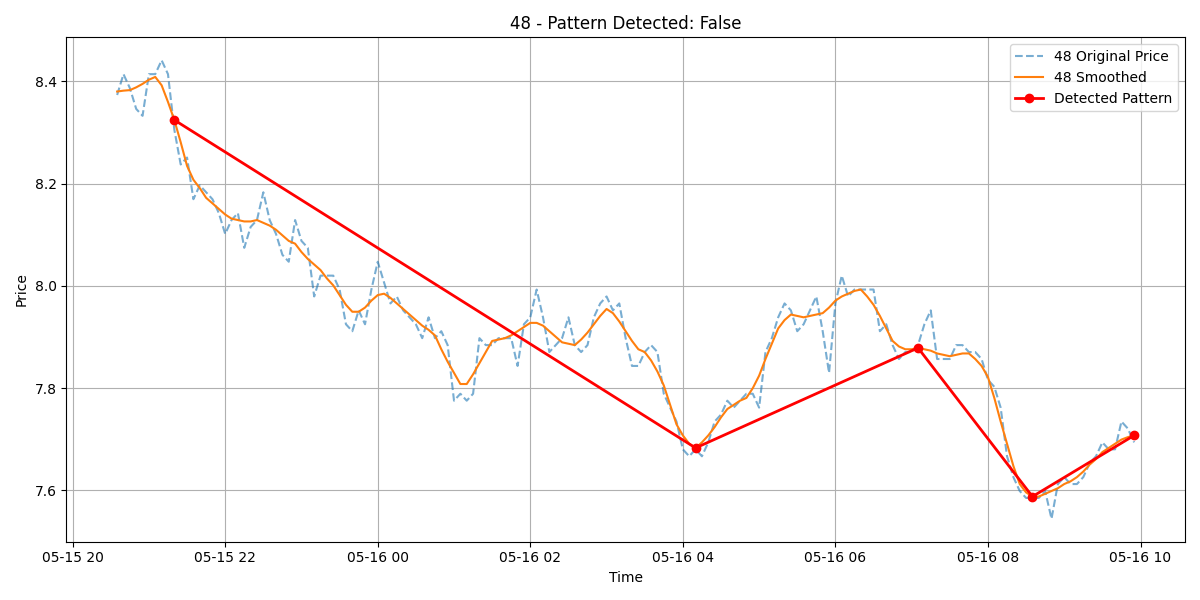 48 - Pattern Detected: False
48 Original Price
48 Smoothed
Detected Pattern
Price
8.4
8.2
8.0
7.8
7.6
05-15 20 05-15 22 05-16 00 05-16 02 05-16 04 05-16 06 05-16 08 05-16 10
Time